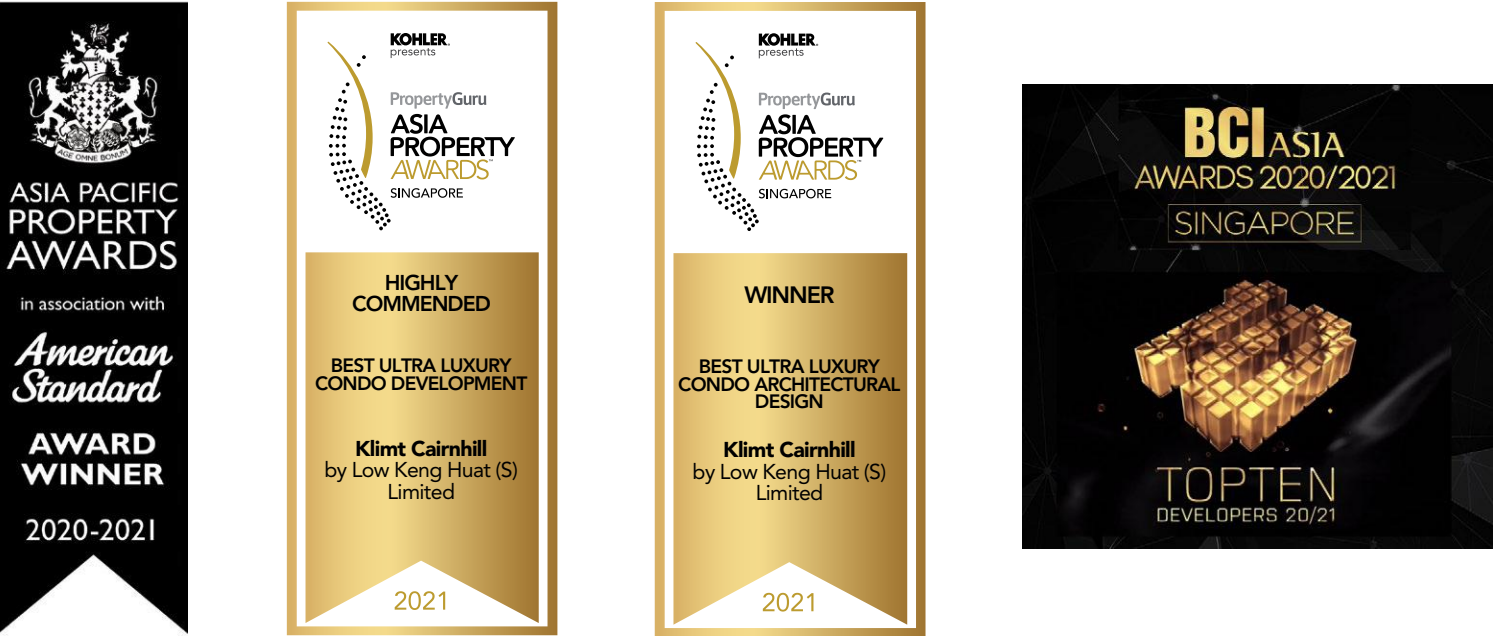 AGE OMNE BONUM
ASIA PACIFIC
PROPERTY
AWARDS
in association with
American
Standard
AWARD
WINNER
2020-2021
KOHLER.
presents
PropertyGuru
ASIA
PROPERTY
AWARDS™
SINGAPORE
HIGHLY
COMMENDED
BEST ULTRA LUXURY
CONDO DEVELOPMENT
Klimt Cairnhill
by Low Keng Huat (S)
Limited
2021
KOHLER.
presents
PropertyGuru
ASIA
PROPERTY
AWARDS™
SINGAPORE
WINNER
BEST ULTRA LUXURY
CONDO ARCHITECTURAL
DESIGN
Klimt Cairnhill
by Low Keng Huat (S)
Limited
2021
BCI ASIA
AWARDS 2020/2021
SINGAPORE
TOPTEN
DEVELOPERS 20/21